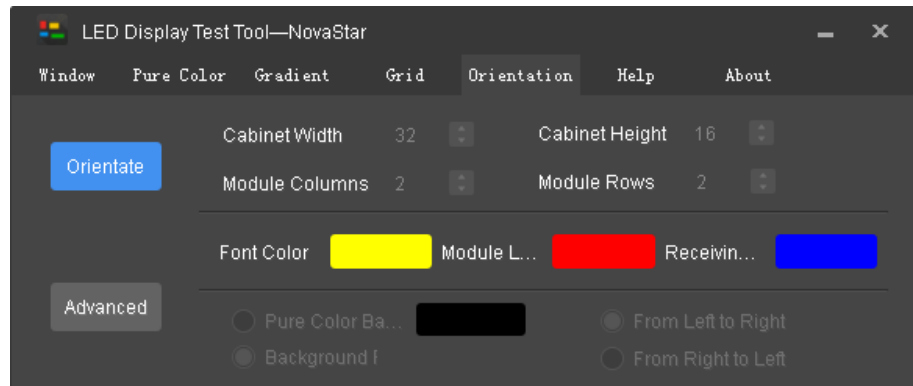 LED Display Test Tool—NovaStar
Window Pure Color Gradient Grid Orientation Help About
Cabinet Width 32 Cabinet Height 16
Orientate
Module Columns 2 Module Rows 2
Font Color Module L... Receivin...
Advanced
Pure Color Ba... From Left to Right
Background From Right to Left